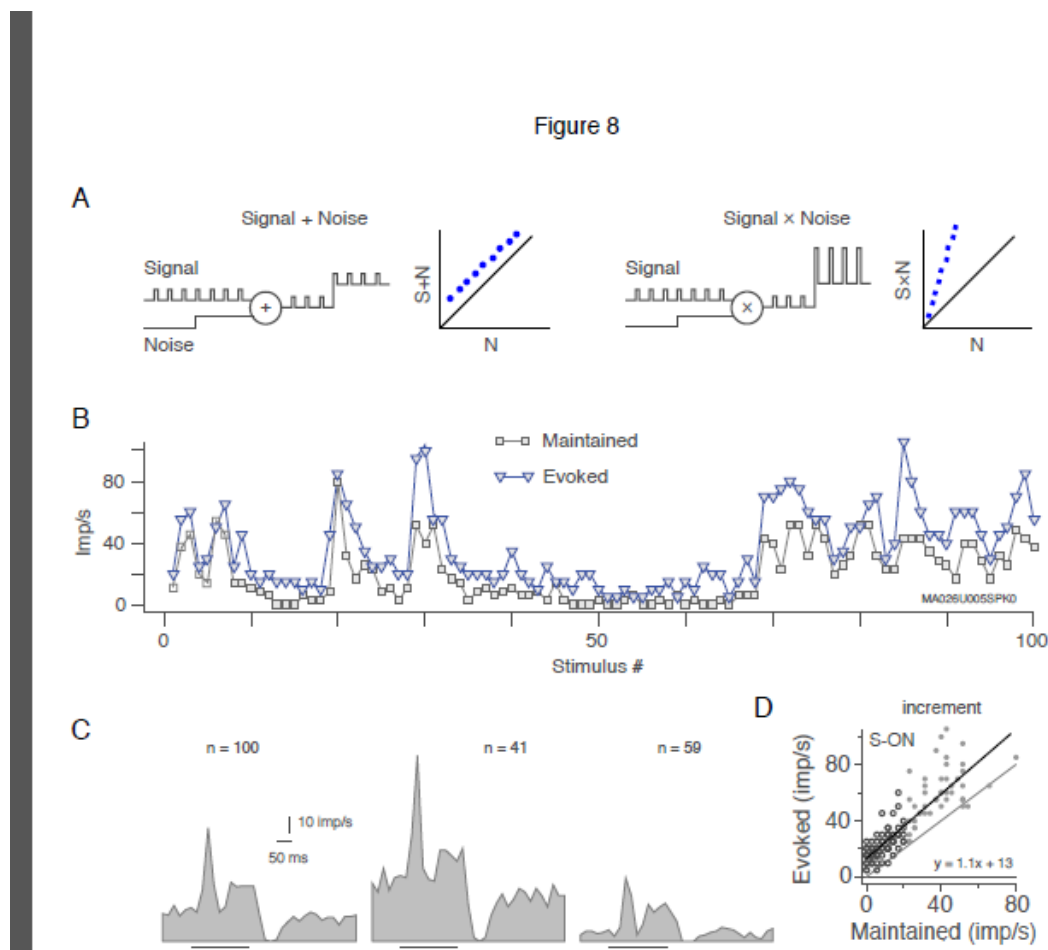 Figure 8
A
Signal + Noise
Signal
+
Noise
S+N
N
Signal × Noise
Signal
×
S×N
N
B
Maintained
Evoked
Imp/s
80
40
0
MA026U005SPK0
0
50
100
Stimulus #
C
n = 100
n = 41
n = 59
10 imp/s
50 ms
D
increment
S-ON
Evoked (imp/s)
80
40
0
y = 1.1x + 13
0
40
80
Maintained (imp/s)